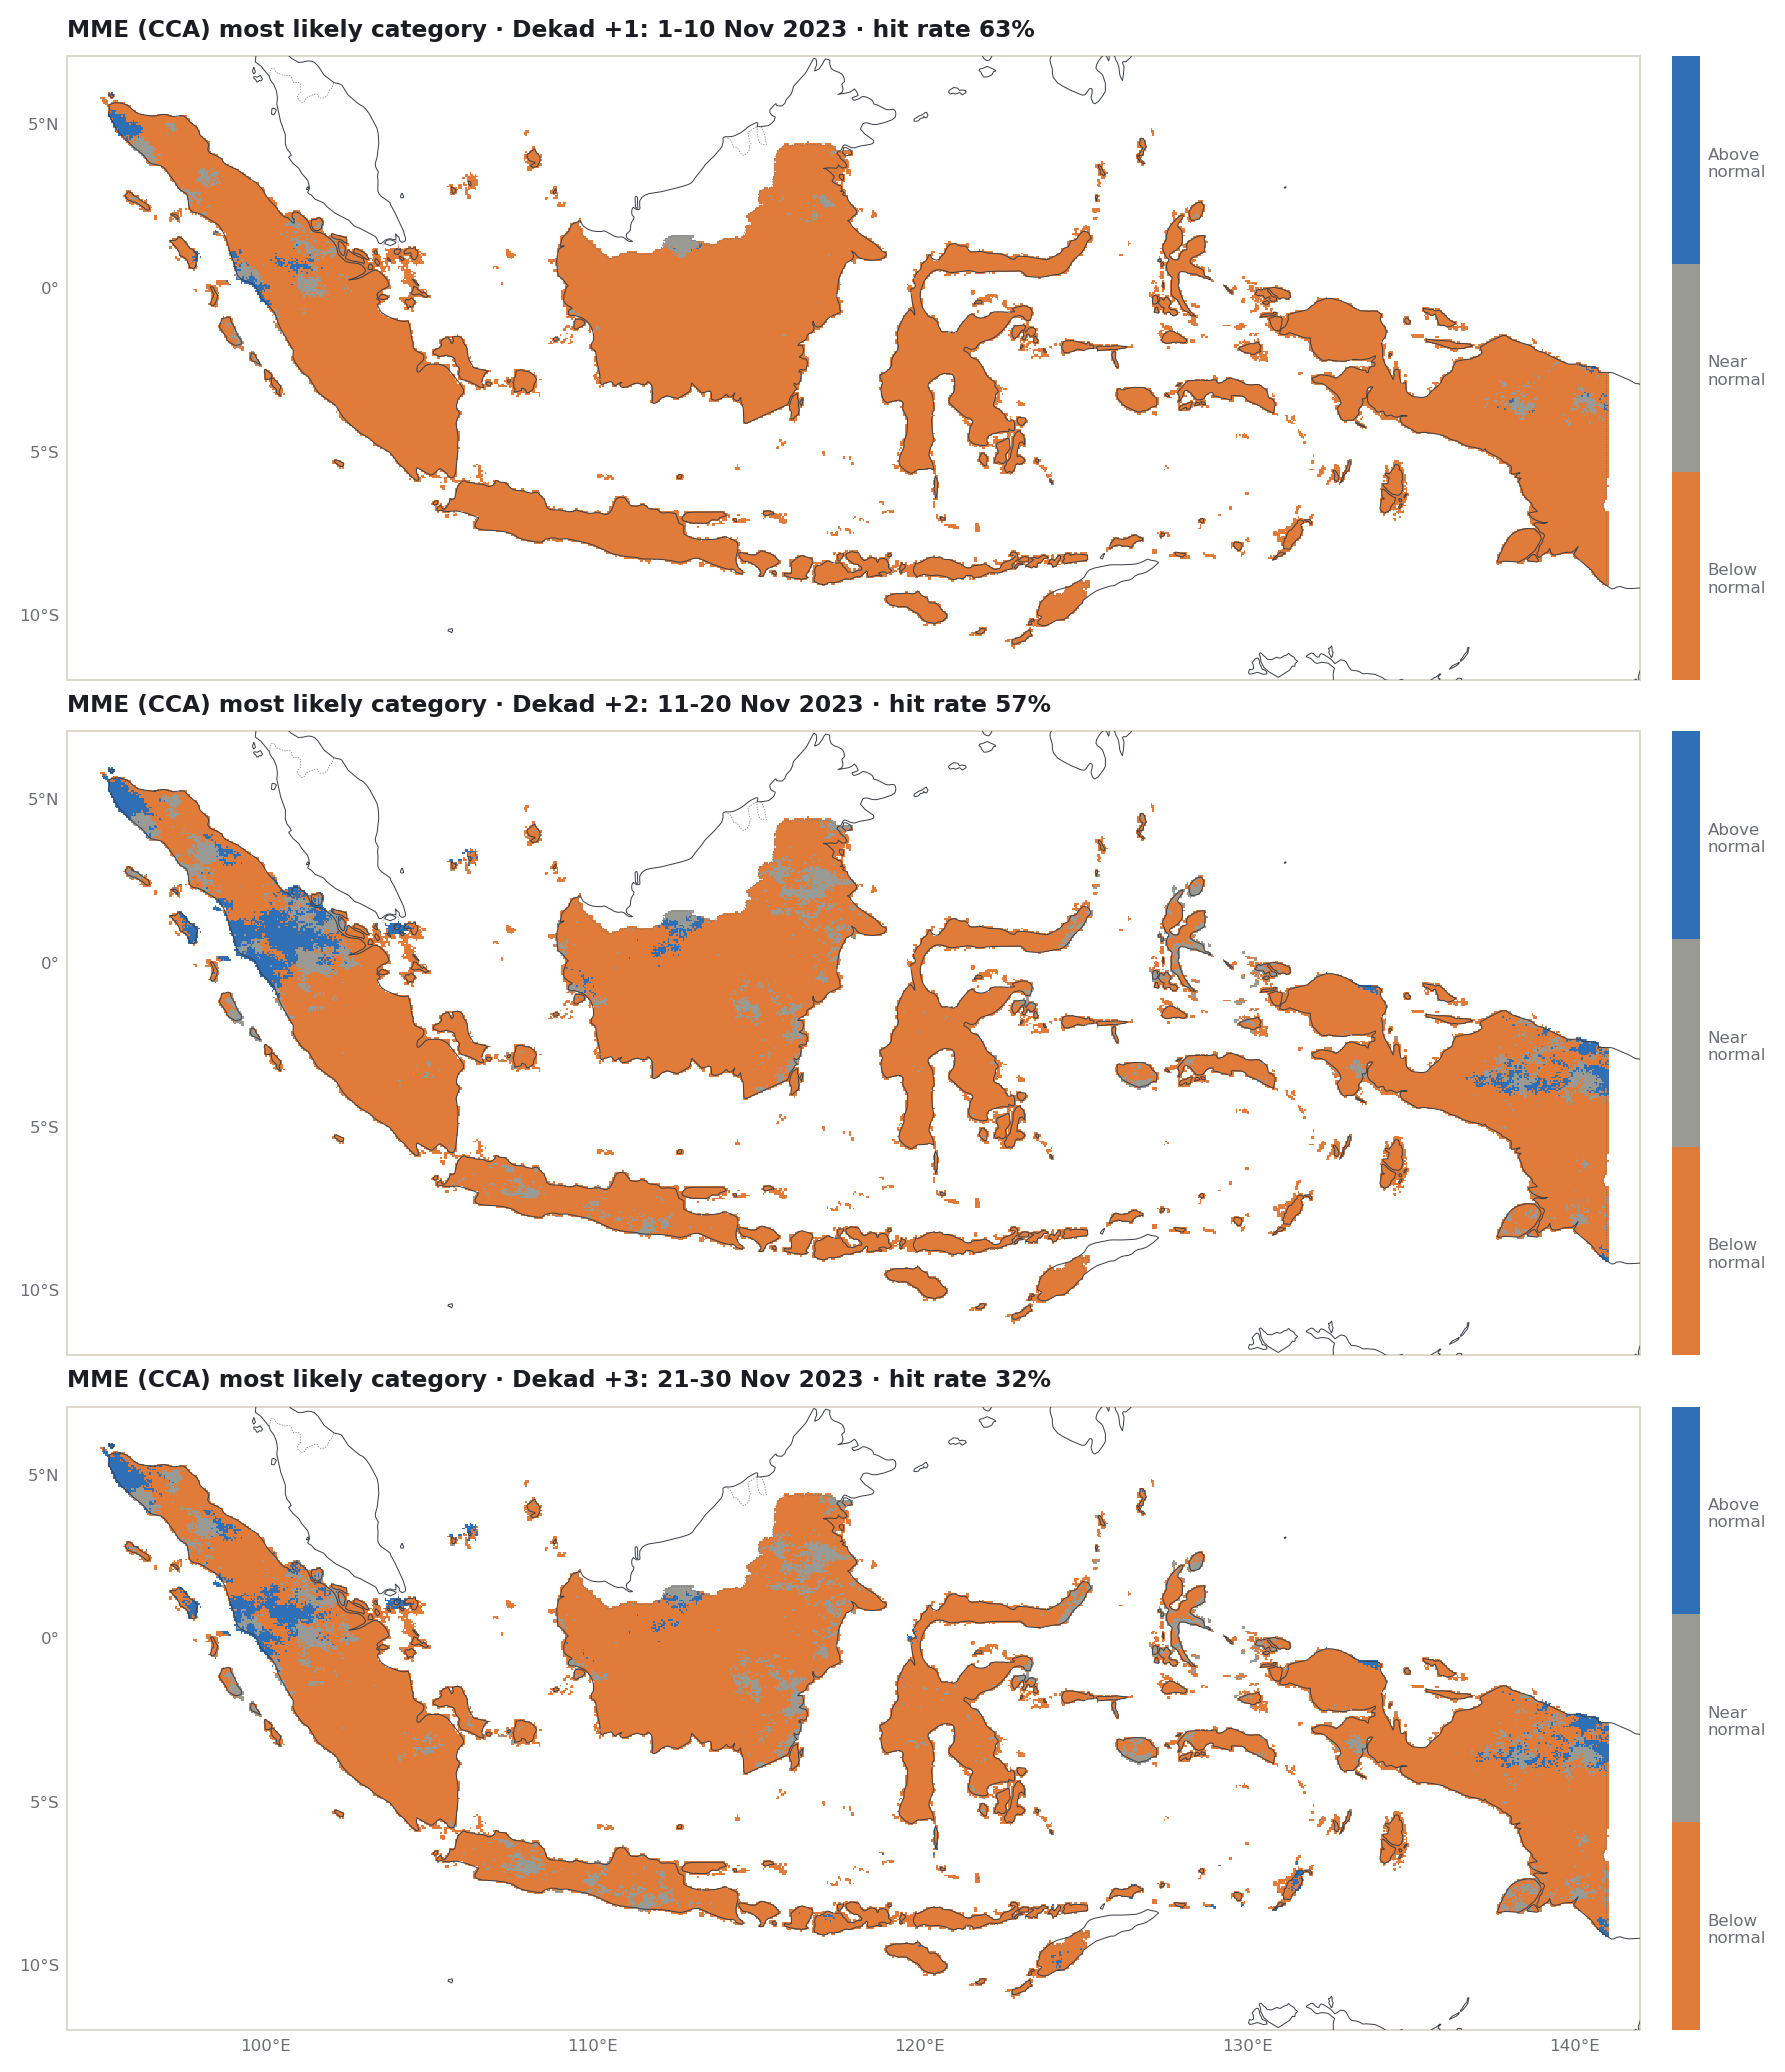 MME (CCA) most likely category · Dekad +1: 1-10 Nov 2023 · hit rate 63%
5°N
0°
5°S
10°S
Above
normal
Near
normal
Below
normal
MME (CCA) most likely category · Dekad +2: 11-20 Nov 2023 · hit rate 57%
5°N
0°
5°S
10°S
Above
normal
Near
normal
Below
normal
MME (CCA) most likely category · Dekad +3: 21-30 Nov 2023 · hit rate 32%
5°N
0°
5°S
10°S
Above
normal
Near
normal
Below
normal
100°E
110°E
120°E
130°E
140°E